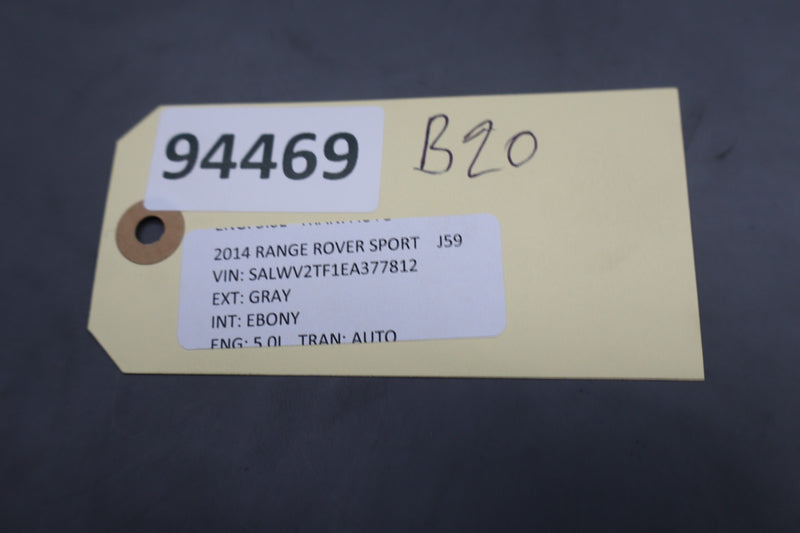 94469
B20
2014 RANGE ROVER SPORT J59
VIN: SALWV2TF1EA377812
EXT: GRAY
INT: EBONY
ENG: 5.0L TRAN: AUTO